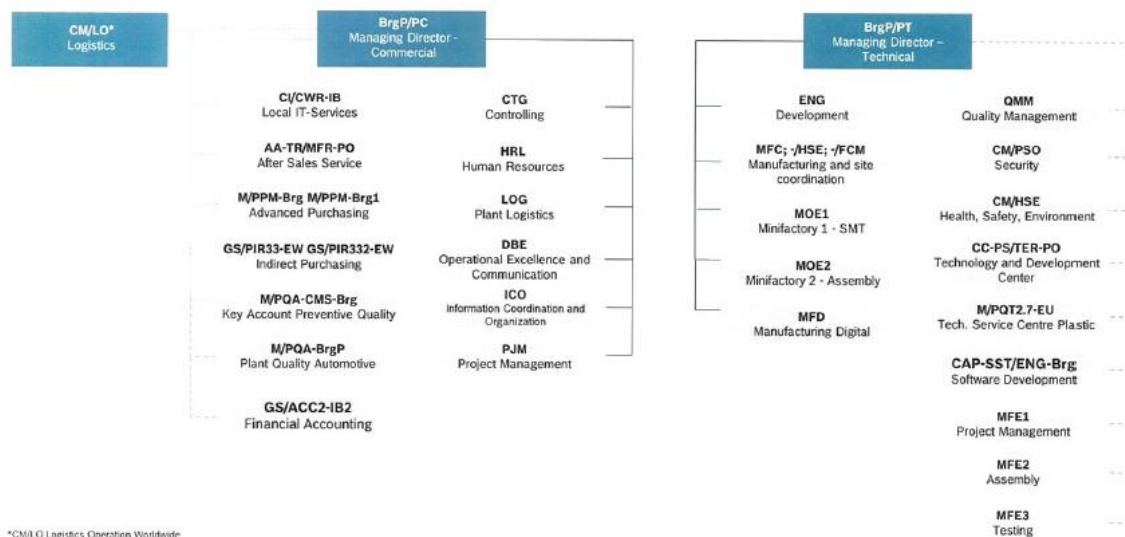 CM/LO*
Logistics
BrgP/PC
Managing Director -
Commercial
BrgP/PT
Managing Director –
Technical
CI/CWR-IB
Local IT-Services
AA-TR/MFR-PO
After Sales Service
M/PPM-Brg M/PPM-Brg1
Advanced Purchasing
GS/PIR33-EW GS/PIR332-EW
Indirect Purchasing
M/PQA-CMS-Brg
Key Account Preventive Quality
M/PQA-BrgP
Plant Quality Automotive
GS/ACC2-IB2
Financial Accounting
CTG
Controlling
HRL
Human Resources
LOG
Plant Logistics
DBE
Operational Excellence and
Communication
ICO
Information Coordination and
Organization
PJM
Project Management
ENG
Development
MFC; -/HSE; -/FCM
Manufacturing and site
coordination
MOE1
Minifactory 1 - SMT
MOE2
Minifactory 2 - Assembly
MFD
Manufacturing Digital
QMM
Quality Management
CM/PSO
Security
CM/HSE
Health, Safety, Environment
CC-PS/TER-PO
Technology and Development
Center
M/PQT2.7-EU
Tech. Service Centre Plastic
CAP-SST/ENG-Brg
Software Development
MFE1
Project Management
MFE2
Assembly
MFE3
Testing
*CM/LO Logistics Operation Worldwide